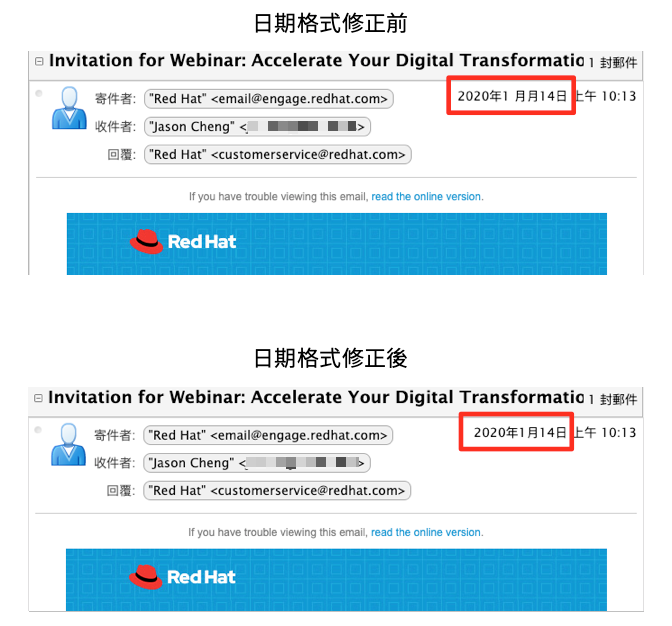 日期格式修正前
Invitation for Webinar: Accelerate Your Digital Transformatio 1 封郵件
寄件者: "Red Hat" <email@engage.redhat.com> 2020年1 月月14日 上午 10:13
收件者: "Jason Cheng" < >
回覆: "Red Hat" <customerservice@redhat.com>
If you have trouble viewing this email, read the online version.
Red Hat
日期格式修正後
Invitation for Webinar: Accelerate Your Digital Transformatio 1 封郵件
寄件者: "Red Hat" <email@engage.redhat.com> 2020年1月14日 上午 10:13
收件者: "Jason Cheng" < >
回覆: "Red Hat" <customerservice@redhat.com>
If you have trouble viewing this email, read the online version.
Red Hat